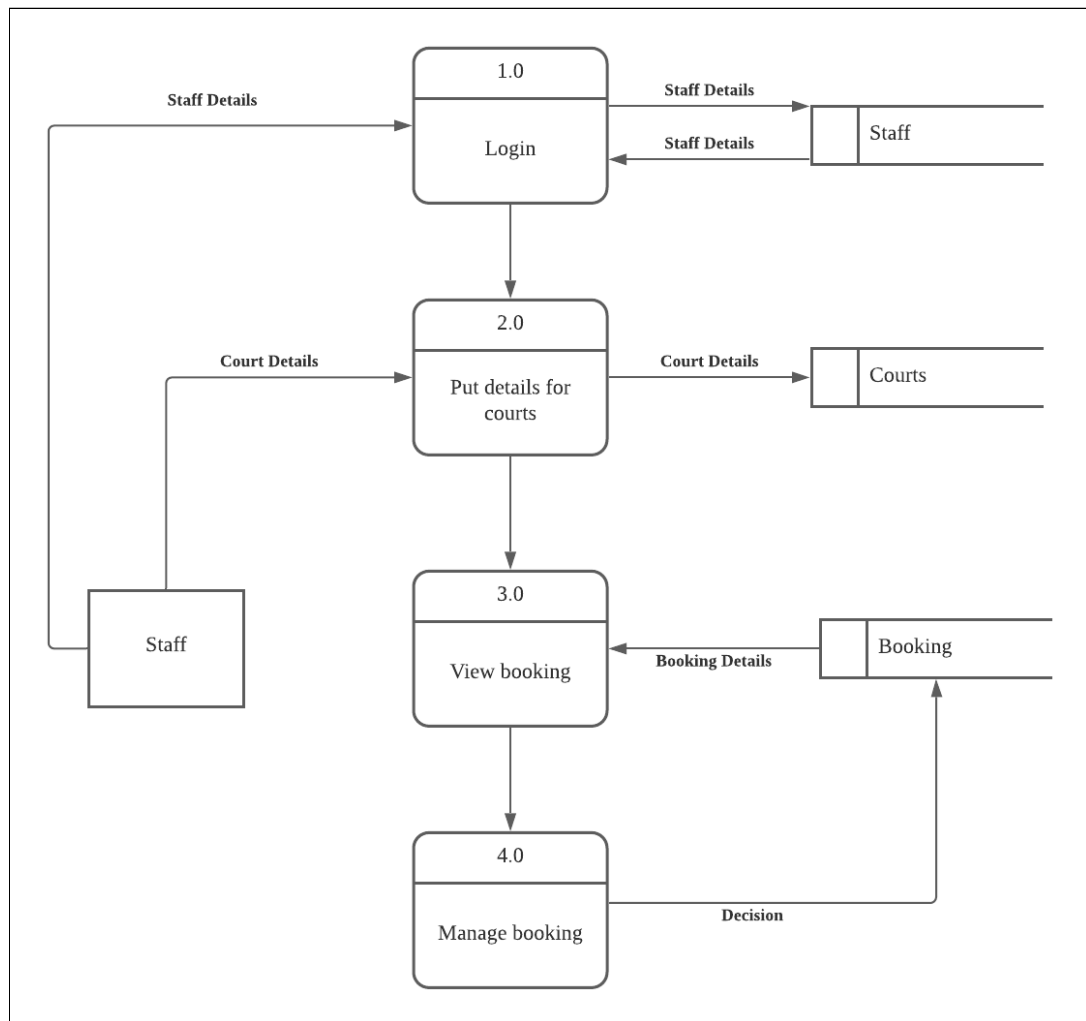 1.0
Staff Details
Staff Details
Login
Staff Details
Staff
2.0
Court Details
Put details for
courts
Court Details
Courts
3.0
Staff
View booking
Booking Details
Booking
4.0
Manage booking
Decision